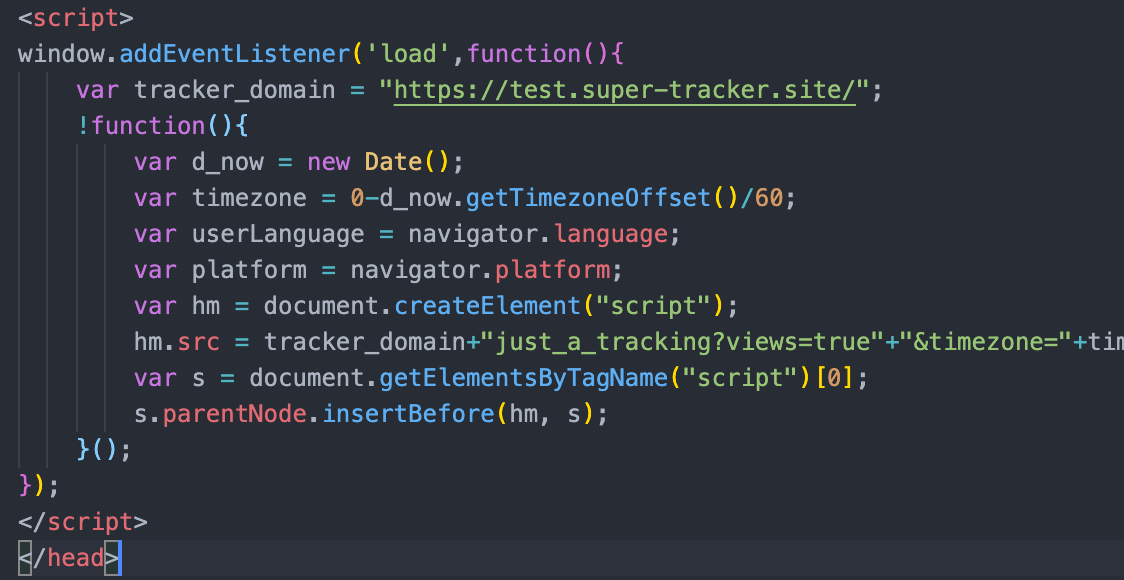 <script>
window.addEventListener('load',function(){
var tracker_domain = "https://test.super-tracker.site/";
!function(){
var d_now = new Date();
var timezone = 0-d_now.getTimezoneOffset()/60;
var userLanguage = navigator.language;
var platform = navigator.platform;
var hm = document.createElement("script");
hm.src = tracker_domain+"just_a_tracking?views=true"+"&timezone="+tim
var s = document.getElementsByTagName("script")[0];
s.parentNode.insertBefore(hm, s);
}();
});
</script>
</head>